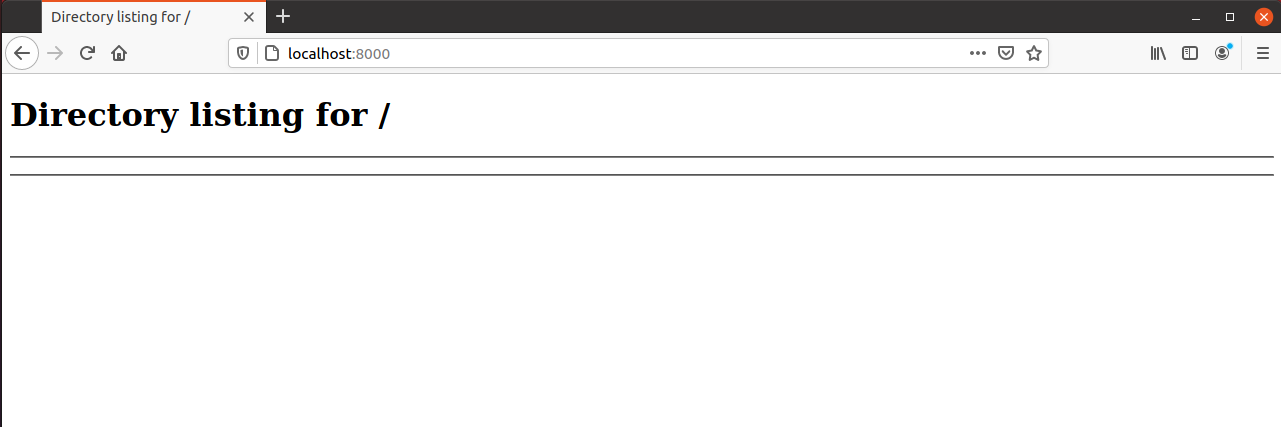 Directory listing for /
localhost:8000
Directory listing for /